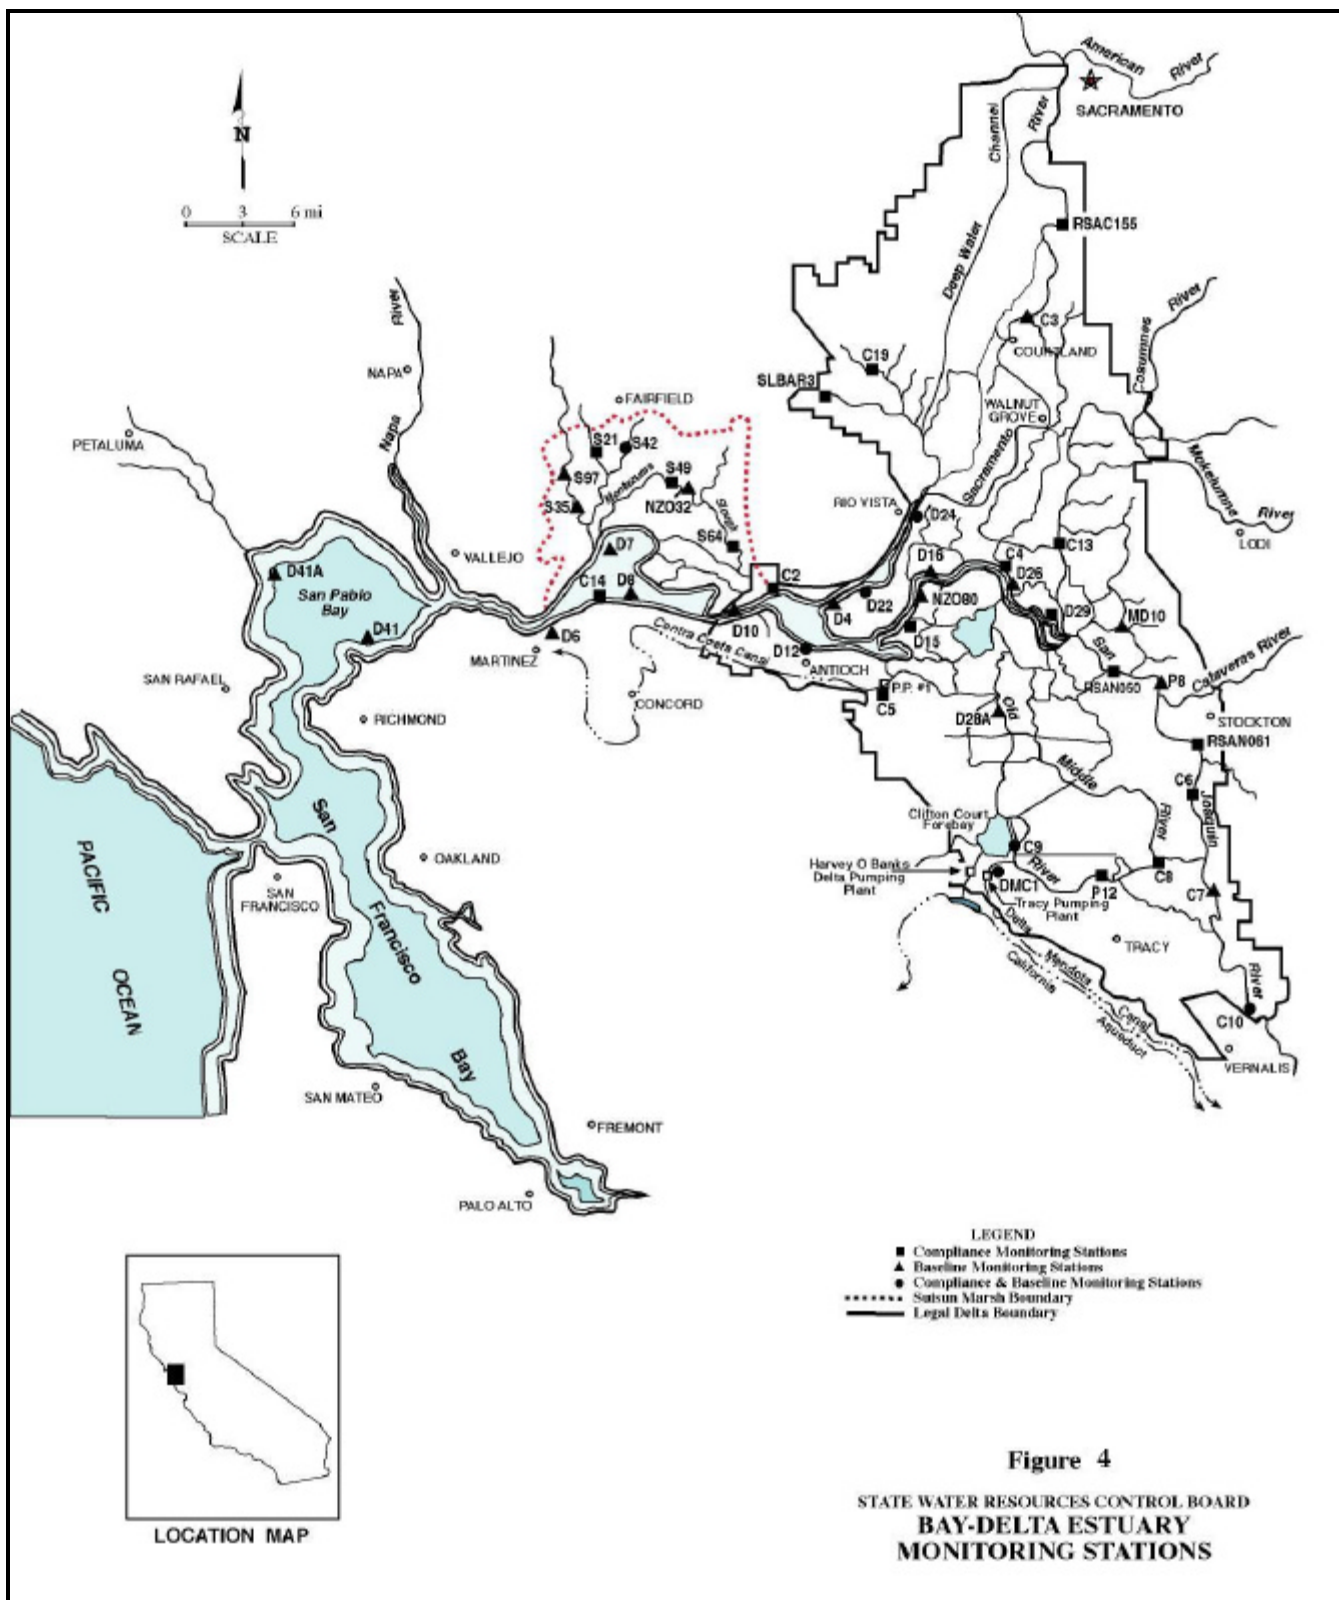 American
River
SACRAMENTO
N
0 3 6 mi
SCALE
Channel
River
RSAC155
Deep Water
River
Cosumnes
C3
COURTLAND
C19
SLBAR3
River
NAPA
Napa
PETALUMA
FAIRFIELD
WALNUT
GROVE
S21
S42
S97
S49
Montezuma
NZO32
S35
Slough
S64
Sacramento
RIO VISTA
D24
Mokelumne
River
LODI
VALLEJO
D7
C13
D16
C4
D26
D41A
San Pablo
Bay
C14
D8
C2
D22
NZO80
D29
MD10
D4
D41
D6
D10
D15
Contra Costa Canal
D12
ANTIOCH
MARTINEZ
San
Calaveras River
SAN RAFAEL
CONCORD
P.P. #1
C5
RSAN050
P8
RICHMOND
D28A
Old
STOCKTON
RSAN061
Middle
River
C6
Joaquin
San
Francisco
Bay
Clifton Court
Forebay
C9
OAKLAND
PACIFIC
OCEAN
Harvey O Banks
Delta Pumping
Plant
River
C8
DMC1
P12
C7
Tracy Pumping
Plant
SAN
FRANCISCO
Delta
Mendota
Canal
TRACY
California
Aqueduct
River
C10
VERNALIS
SAN MATEO
FREMONT
PALO ALTO
LEGEND
Compliance Monitoring Stations
Baseline Monitoring Stations
Compliance & Baseline Monitoring Stations
Suisun Marsh Boundary
Legal Delta Boundary
LOCATION MAP
Figure 4
STATE WATER RESOURCES CONTROL BOARD
BAY-DELTA ESTUARY
MONITORING STATIONS